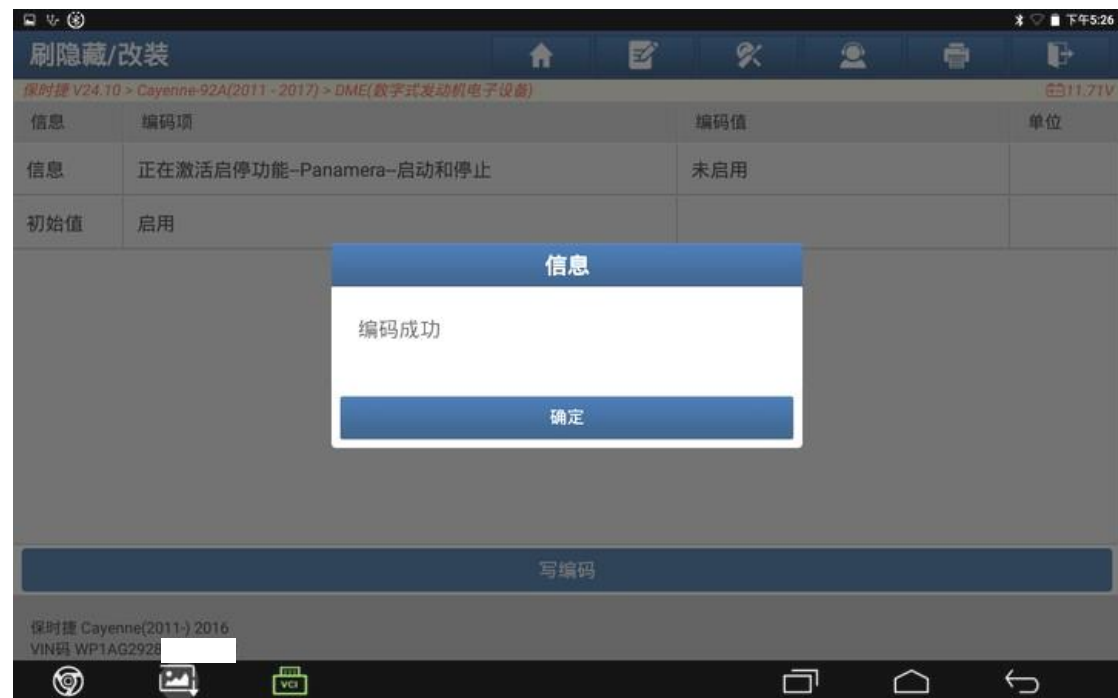 下午5:26
刷隐藏/改装
保时捷 V24.10 > Cayenne-92A(2011 - 2017) > DME(数字式发动机电子设备) 11.71V
信息 编码项 编码值 单位
信息 正在激活启停功能--Panamera--启动和停止 未启用
初始值 启用
信息
编码成功
确定
写编码
保时捷 Cayenne(2011-) 2016
VIN码 WP1AG2928
VCI